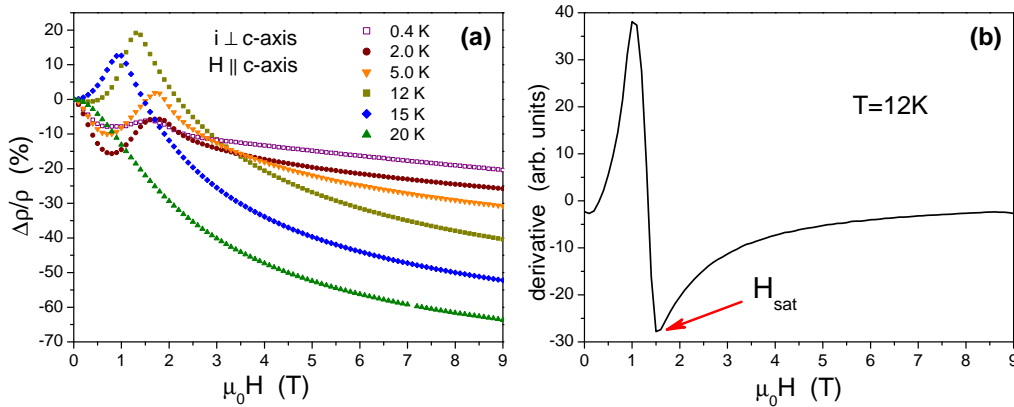 (a)
i ⊥ c-axis
H || c-axis
0.4 K
2.0 K
5.0 K
12 K
15 K
20 K
20
10
0
-10
-20
-30
-40
-50
-60
-70
Δρ/ρ (%)
0 1 2 3 4 5 6 7 8 9
μ₀H (T)
(b)
T=12K
H_sat
40
30
20
10
0
-10
-20
-30
derivative (arb. units)
0 1 2 3 4 5 6 7 8 9
μ₀H (T)